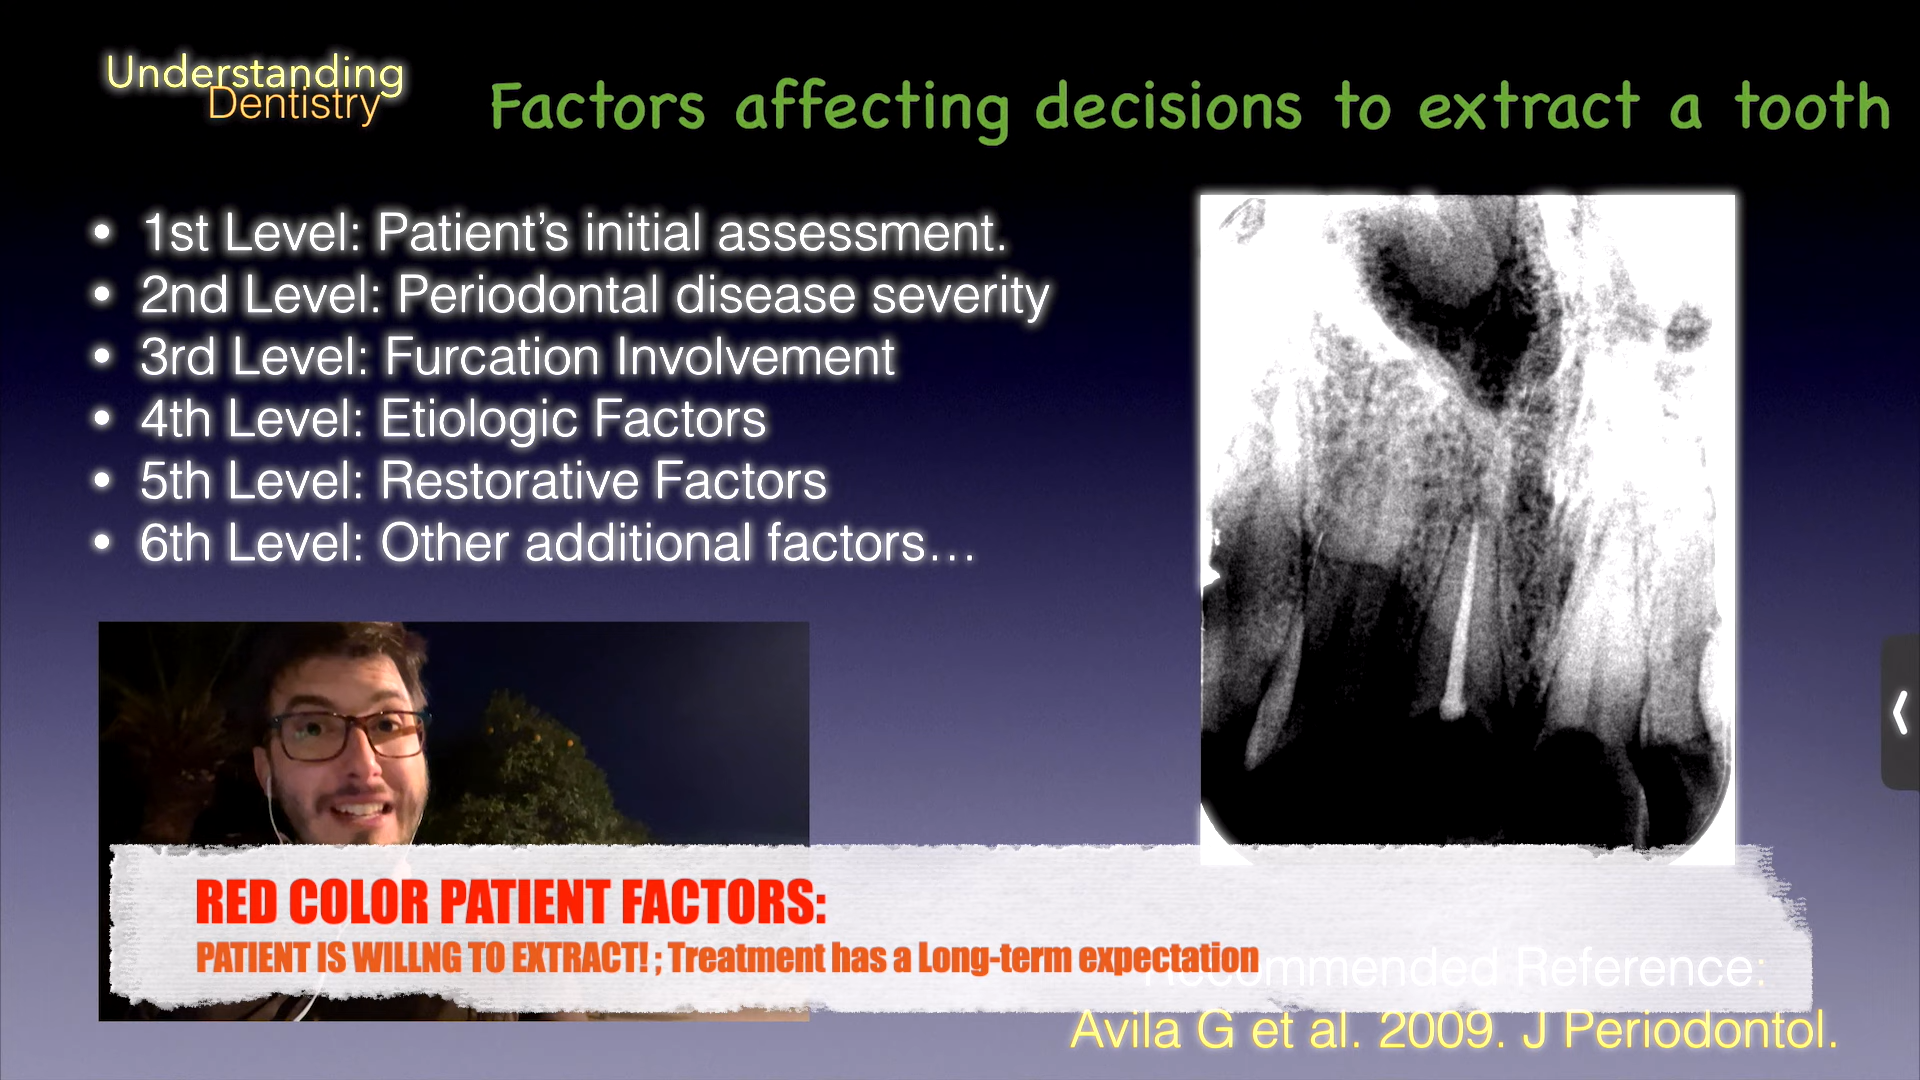 Understanding
Dentistry
Factors affecting decisions to extract a tooth
• 1st Level: Patient’s initial assessment.
• 2nd Level: Periodontal disease severity
• 3rd Level: Furcation Involvement
• 4th Level: Etiologic Factors
• 5th Level: Restorative Factors
• 6th Level: Other additional factors…
RED COLOR PATIENT FACTORS:
PATIENT IS WILLNG TO EXTRACT! ; Treatment has a Long-term expectation
Reference:
Avila G et al. 2009. J Periodontol.